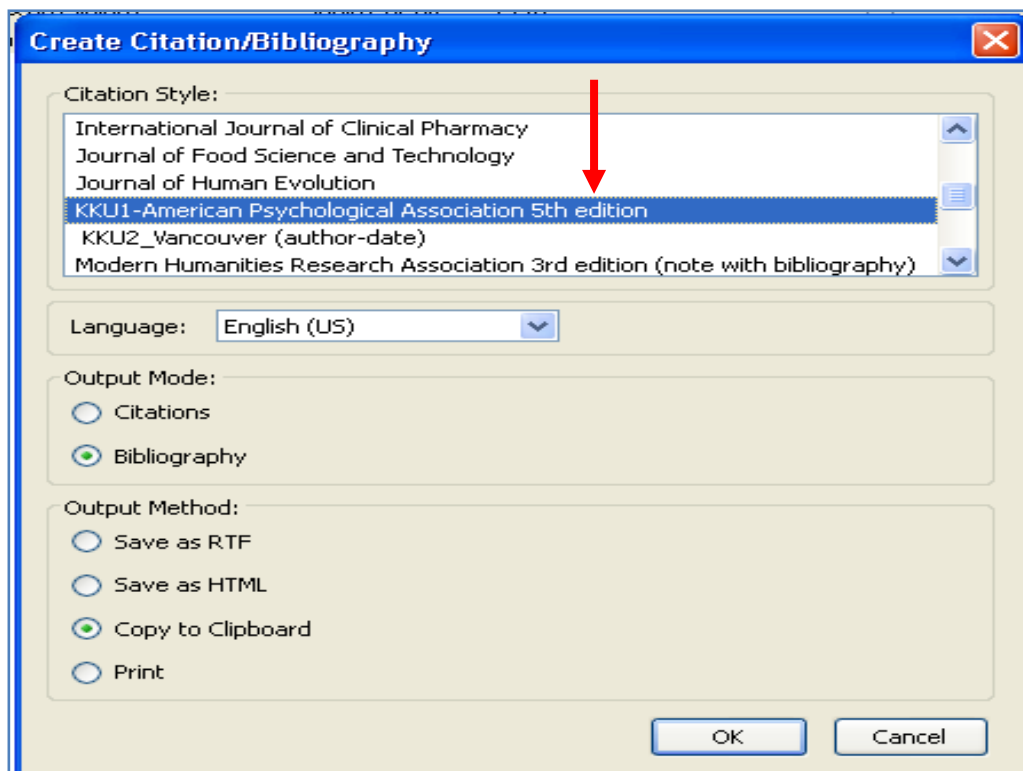 Create Citation/Bibliography
Citation Style:
International Journal of Clinical Pharmacy
Journal of Food Science and Technology
Journal of Human Evolution
KKU1-American Psychological Association 5th edition
KKU2_Vancouver (author-date)
Modern Humanities Research Association 3rd edition (note with bibliography)
Language: English (US)
Output Mode:
Citations
Bibliography
Output Method:
Save as RTF
Save as HTML
Copy to Clipboard
Print
OK Cancel